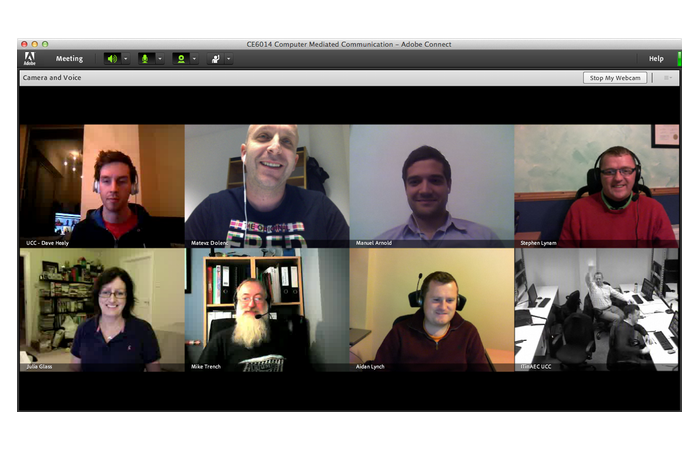 CE6014 Computer Mediated Communication – Adobe Connect
Adobe
Meeting
Help
Camera and Voice
Stop My Webcam
UCC - Dave Healy
Matevz Dolenc
Manuel Arnold
Stephen Lynam
Julia Glass
Mike Trench
Aidan Lynch
ITinAEC UCC